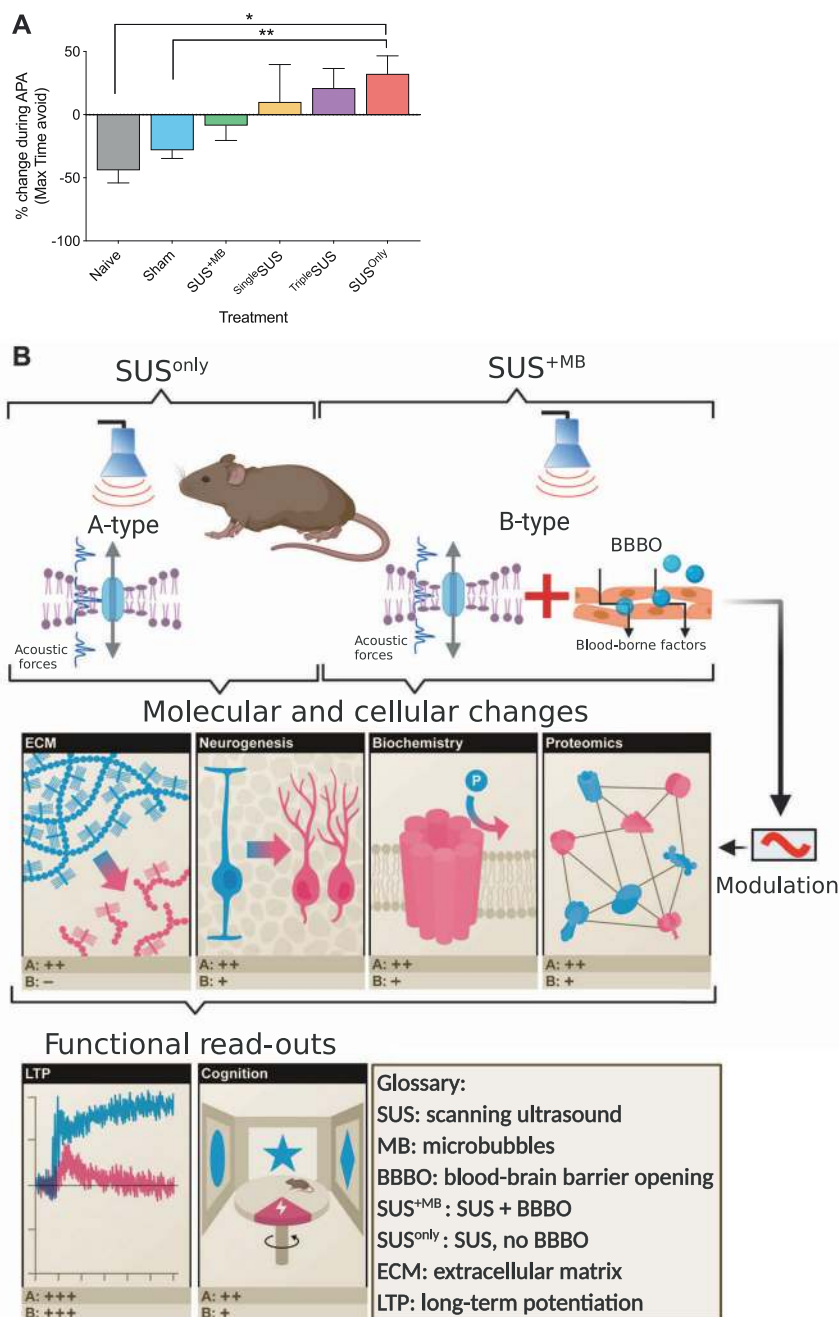 A
*
**
50
0
-50
-100
% change during APA
(Max Time avoid)
Naive
Sham
SUS+MB
SingleSUS
TripleSUS
SUSOnly
Treatment
B
SUSonly
SUS+MB
A-type
B-type
BBBO
Acoustic
forces
Acoustic
forces
Blood-borne factors
Molecular and cellular changes
ECM
Neurogenesis
Biochemistry
Proteomics
P
Modulation
A: ++
A: ++
A: ++
A: ++
B: –
B: +
B: +
B: +
Functional read-outs
LTP
Cognition
A: +++
A: ++
B: +++
B: +
Glossary:
SUS: scanning ultrasound
MB: microbubbles
BBBO: blood-brain barrier opening
SUS+MB : SUS + BBBO
SUSonly : SUS, no BBBO
ECM: extracellular matrix
LTP: long-term potentiation